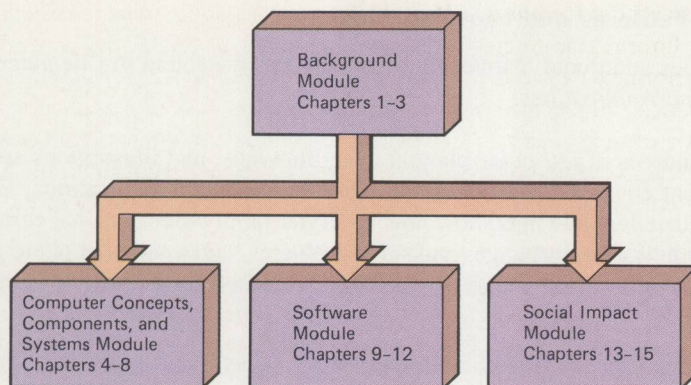 Background
Module
Chapters 1–3
Computer Concepts,
Components, and
Systems Module
Chapters 4–8
Software
Module
Chapters 9–12
Social Impact
Module
Chapters 13–15